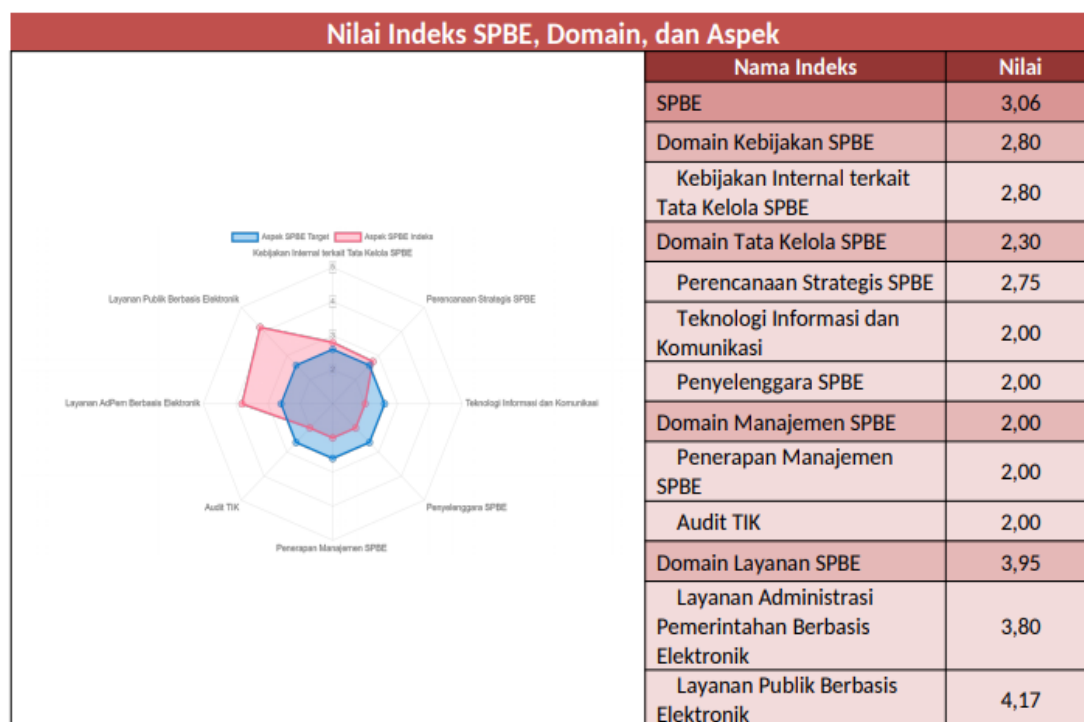 Nilai Indeks SPBE, Domain, dan Aspek
Aspek SPBE Target Aspek SPBE Indeks
Kebijakan Internal terkait Tata Kelola SPBE
5
Layanan Publik Berbasis Elektronik
Perencanaan Strategis SPBE
4
3
2
Layanan AdPem Berbasis Elektronik
Teknologi Informasi dan Komunikasi
Audit TIK
Penyelenggara SPBE
Penerapan Manajemen SPBE
Nama Indeks Nilai
SPBE 3,06
Domain Kebijakan SPBE 2,80
Kebijakan Internal terkait
Tata Kelola SPBE 2,80
Domain Tata Kelola SPBE 2,30
Perencanaan Strategis SPBE 2,75
Teknologi Informasi dan
Komunikasi 2,00
Penyelenggara SPBE 2,00
Domain Manajemen SPBE 2,00
Penerapan Manajemen
SPBE 2,00
Audit TIK 2,00
Domain Layanan SPBE 3,95
Layanan Administrasi
Pemerintahan Berbasis 3,80
Elektronik
Layanan Publik Berbasis
Elektronik 4,17